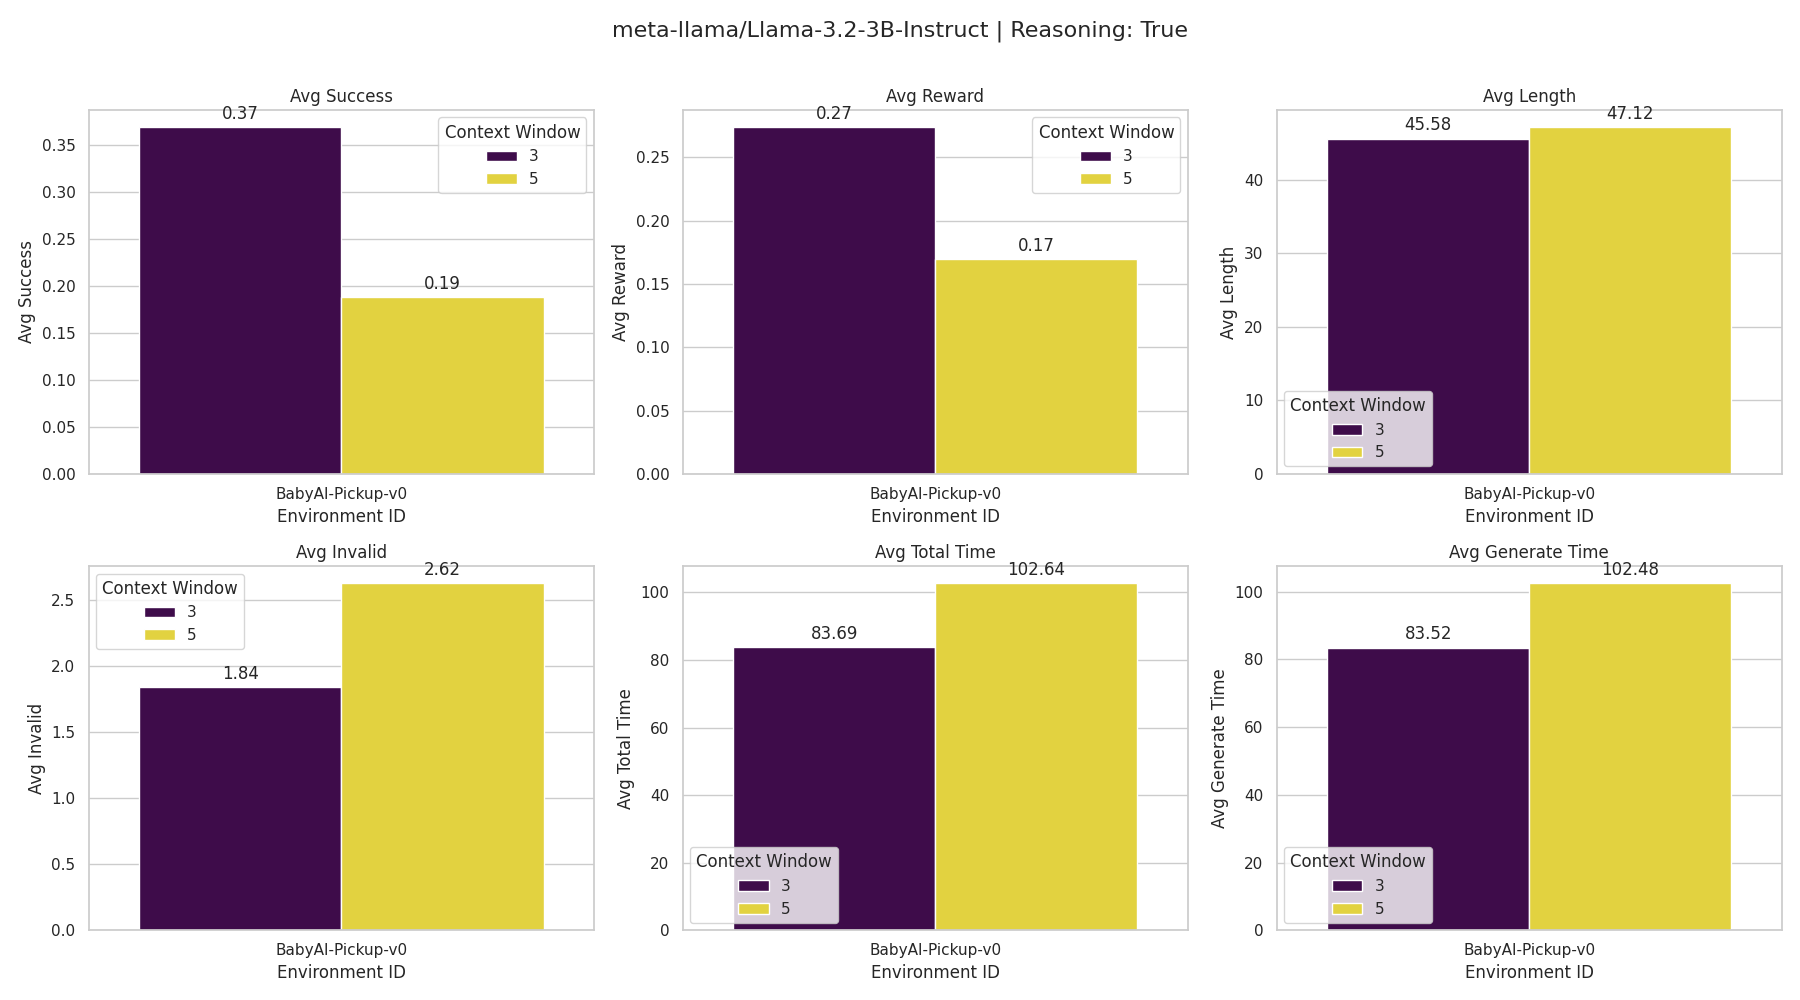 meta-llama/Llama-3.2-3B-Instruct | Reasoning: True
Avg Success
Avg Success
0.35
0.30
0.25
0.20
0.15
0.10
0.05
0.00
0.37
0.19
Context Window
3
5
BabyAI-Pickup-v0
Environment ID
Avg Reward
Avg Reward
0.25
0.20
0.15
0.10
0.05
0.00
0.27
0.17
Context Window
3
5
BabyAI-Pickup-v0
Environment ID
Avg Length
Avg Length
40
30
20
10
0
45.58
47.12
Context Window
3
5
BabyAI-Pickup-v0
Environment ID
Avg Invalid
Avg Invalid
2.5
2.0
1.5
1.0
0.5
0.0
1.84
2.62
Context Window
3
5
BabyAI-Pickup-v0
Environment ID
Avg Total Time
Avg Total Time
100
80
60
40
20
0
83.69
102.64
Context Window
3
5
BabyAI-Pickup-v0
Environment ID
Avg Generate Time
Avg Generate Time
100
80
60
40
20
0
83.52
102.48
Context Window
3
5
BabyAI-Pickup-v0
Environment ID